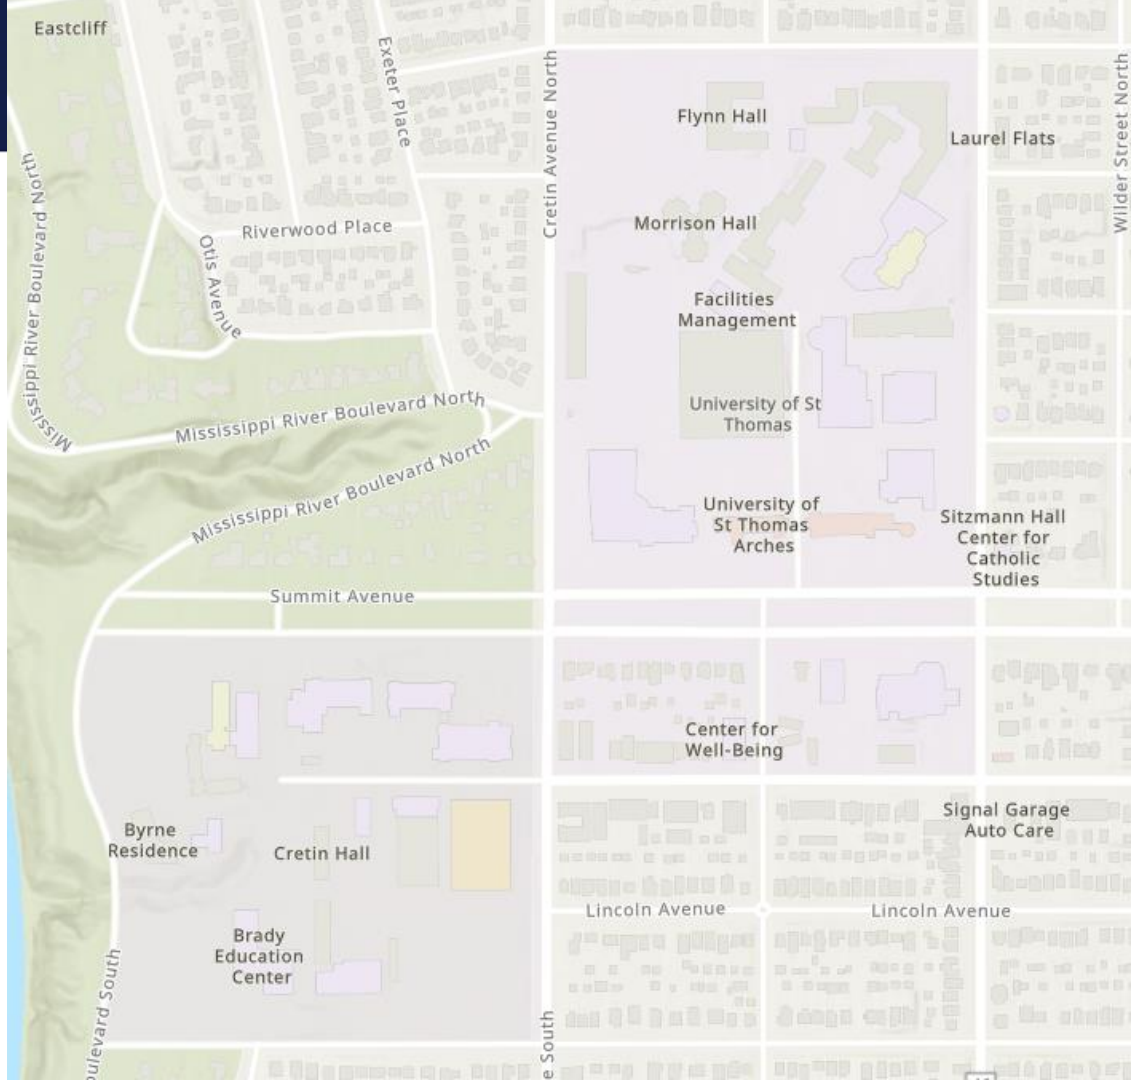 Eastcliff
Exeter Place
Cretin Avenue North
Wilder Street North
Flynn Hall
Laurel Flats
Mississippi River Boulevard North
Riverwood Place
Otis Avenue
Morrison Hall
Facilities
Management
Mississippi
Mississippi River Boulevard North
University of St
Thomas
Mississippi River Boulevard North
University of
St Thomas
Arches
Sitzmann Hall
Center for
Catholic
Studies
Summit Avenue
Center for
Well-Being
Byrne
Residence
Cretin Hall
Signal Garage
Auto Care
Lincoln Avenue
Lincoln Avenue
Brady
Education
Center
oulevard South
e South